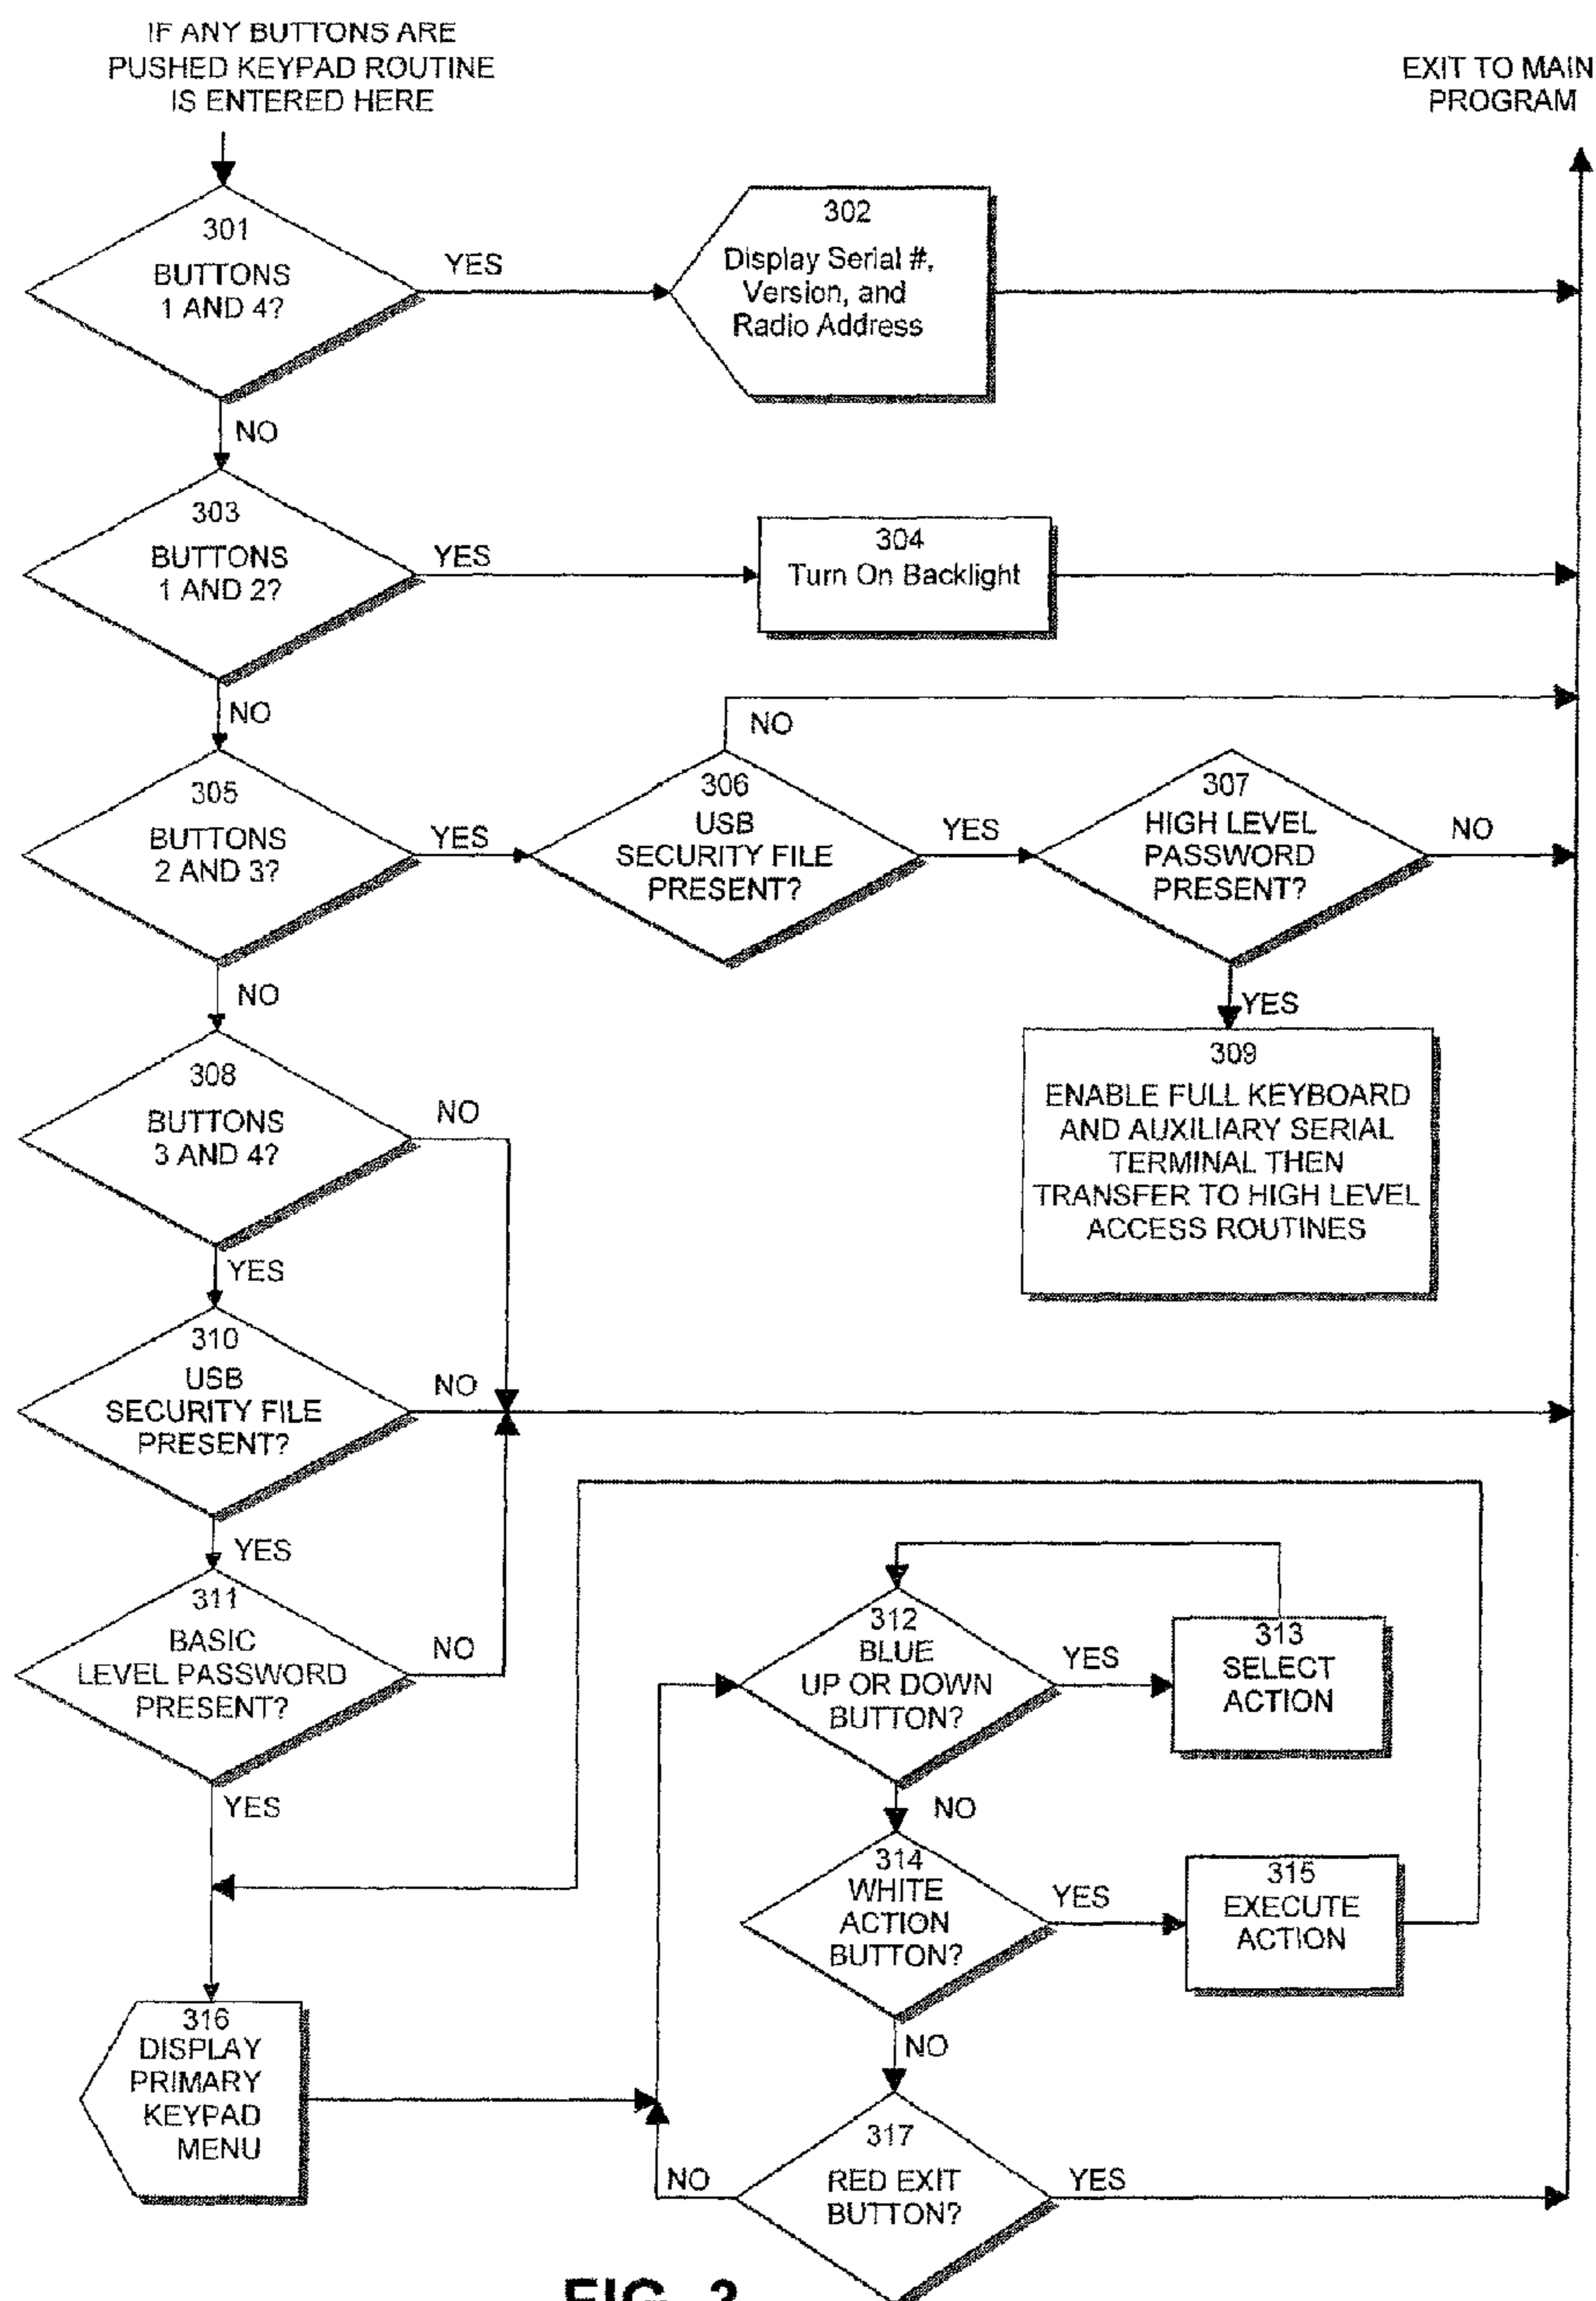 IF ANY BUTTONS ARE
PUSHED KEYPAD ROUTINE
IS ENTERED HERE
EXIT TO MAIN
PROGRAM
301
BUTTONS
1 AND 4?
YES
302
Display Serial #,
Version, and
Radio Address
NO
303
BUTTONS
1 AND 2?
YES
304
Turn On Backlight
NO
NO
305
BUTTONS
2 AND 3?
YES
306
USB
SECURITY FILE
PRESENT?
YES
307
HIGH LEVEL
PASSWORD
PRESENT?
NO
NO
YES
309
ENABLE FULL KEYBOARD
AND AUXILIARY SERIAL
TERMINAL THEN
TRANSFER TO HIGH LEVEL
ACCESS ROUTINES
308
BUTTONS
3 AND 4?
NO
YES
310
USB
SECURITY FILE
PRESENT?
NO
YES
311
BASIC
LEVEL PASSWORD
PRESENT?
NO
YES
312
BLUE
UP OR DOWN
BUTTON?
YES
313
SELECT
ACTION
NO
314
WHITE
ACTION
BUTTON?
YES
315
EXECUTE
ACTION
NO
316
DISPLAY
PRIMARY
KEYPAD
MENU
317
RED EXIT
BUTTON?
NO
YES